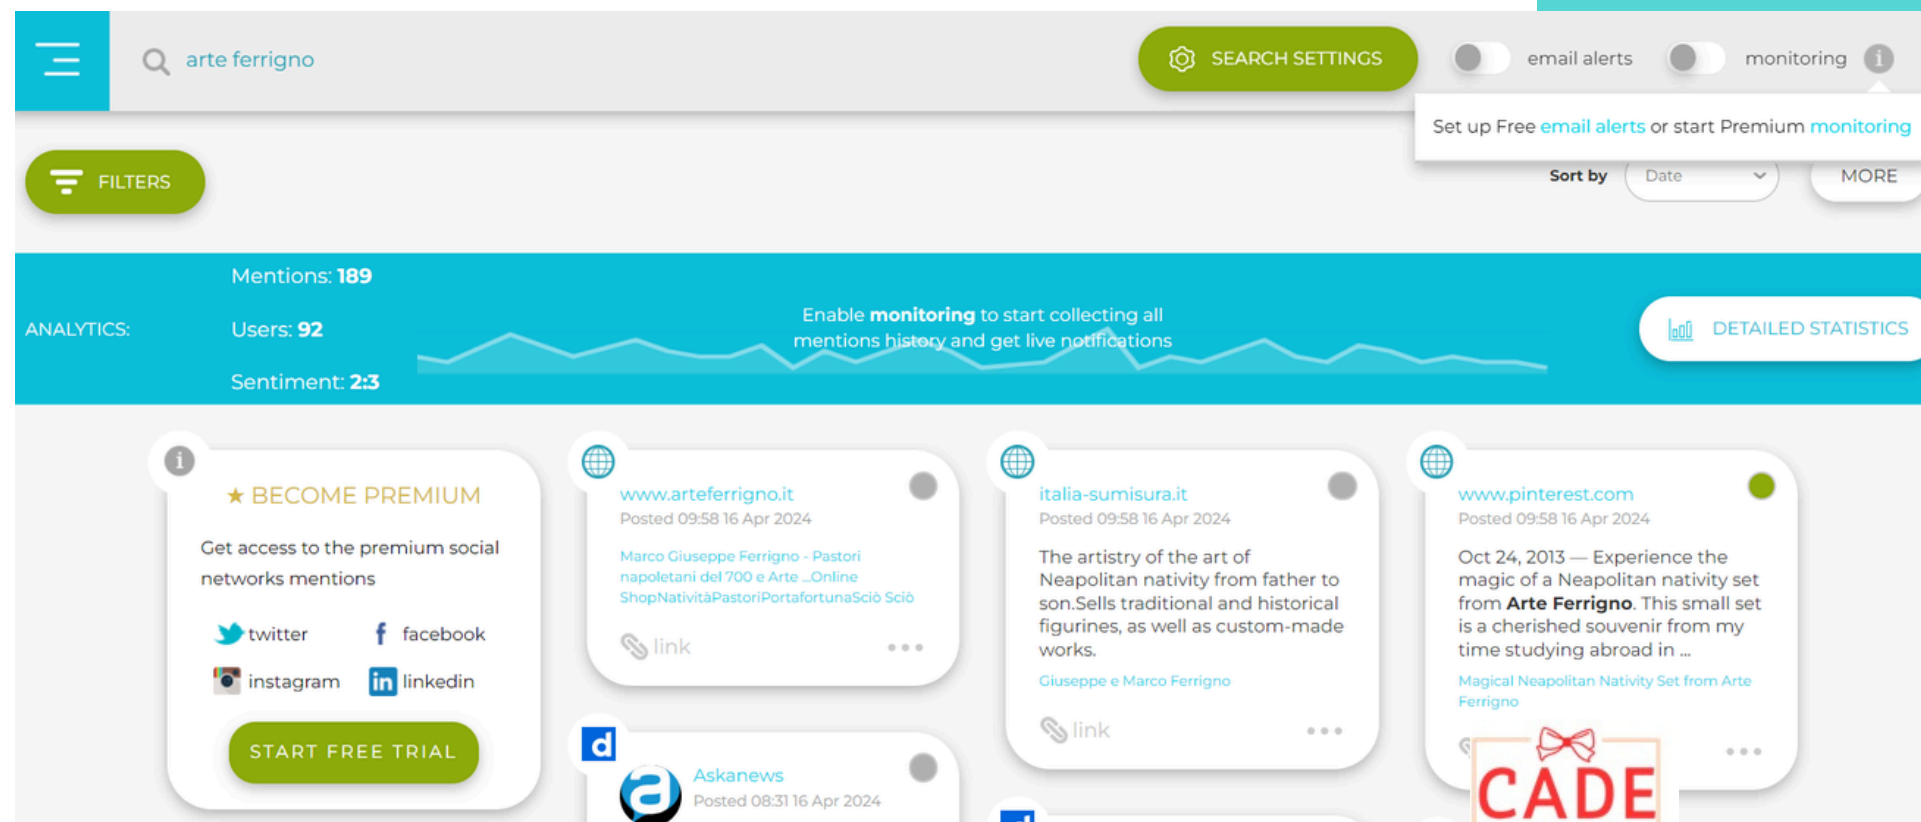 arte ferrigno
SEARCH SETTINGS
email alerts
monitoring
i
Set up Free email alerts or start Premium monitoring
FILTERS
Sort by
Date
MORE
ANALYTICS:
Mentions: 189
Users: 92
Sentiment: 2:3
Enable monitoring to start collecting all
mentions history and get live notifications
DETAILED STATISTICS
i
★ BECOME PREMIUM
Get access to the premium social
networks mentions
twitter
facebook
instagram
linkedin
START FREE TRIAL
www.arteferrigno.it
Posted 09:58 16 Apr 2024
Marco Giuseppe Ferrigno - Pastori
napoletani del 700 e Arte ...Online
ShopNativitàPastoriPortafortunaSciò Sciò
link
d
Askanews
Posted 08:31 16 Apr 2024
italia-sumisura.it
Posted 09:58 16 Apr 2024
The artistry of the art of
Neapolitan nativity from father to
son.Sells traditional and historical
figurines, as well as custom-made
works.
Giuseppe e Marco Ferrigno
link
www.pinterest.com
Posted 09:58 16 Apr 2024
Oct 24, 2013 — Experience the
magic of a Neapolitan nativity set
from Arte Ferrigno. This small set
is a cherished souvenir from my
time studying abroad in ...
Magical Neapolitan Nativity Set from Arte
Ferrigno
CADE